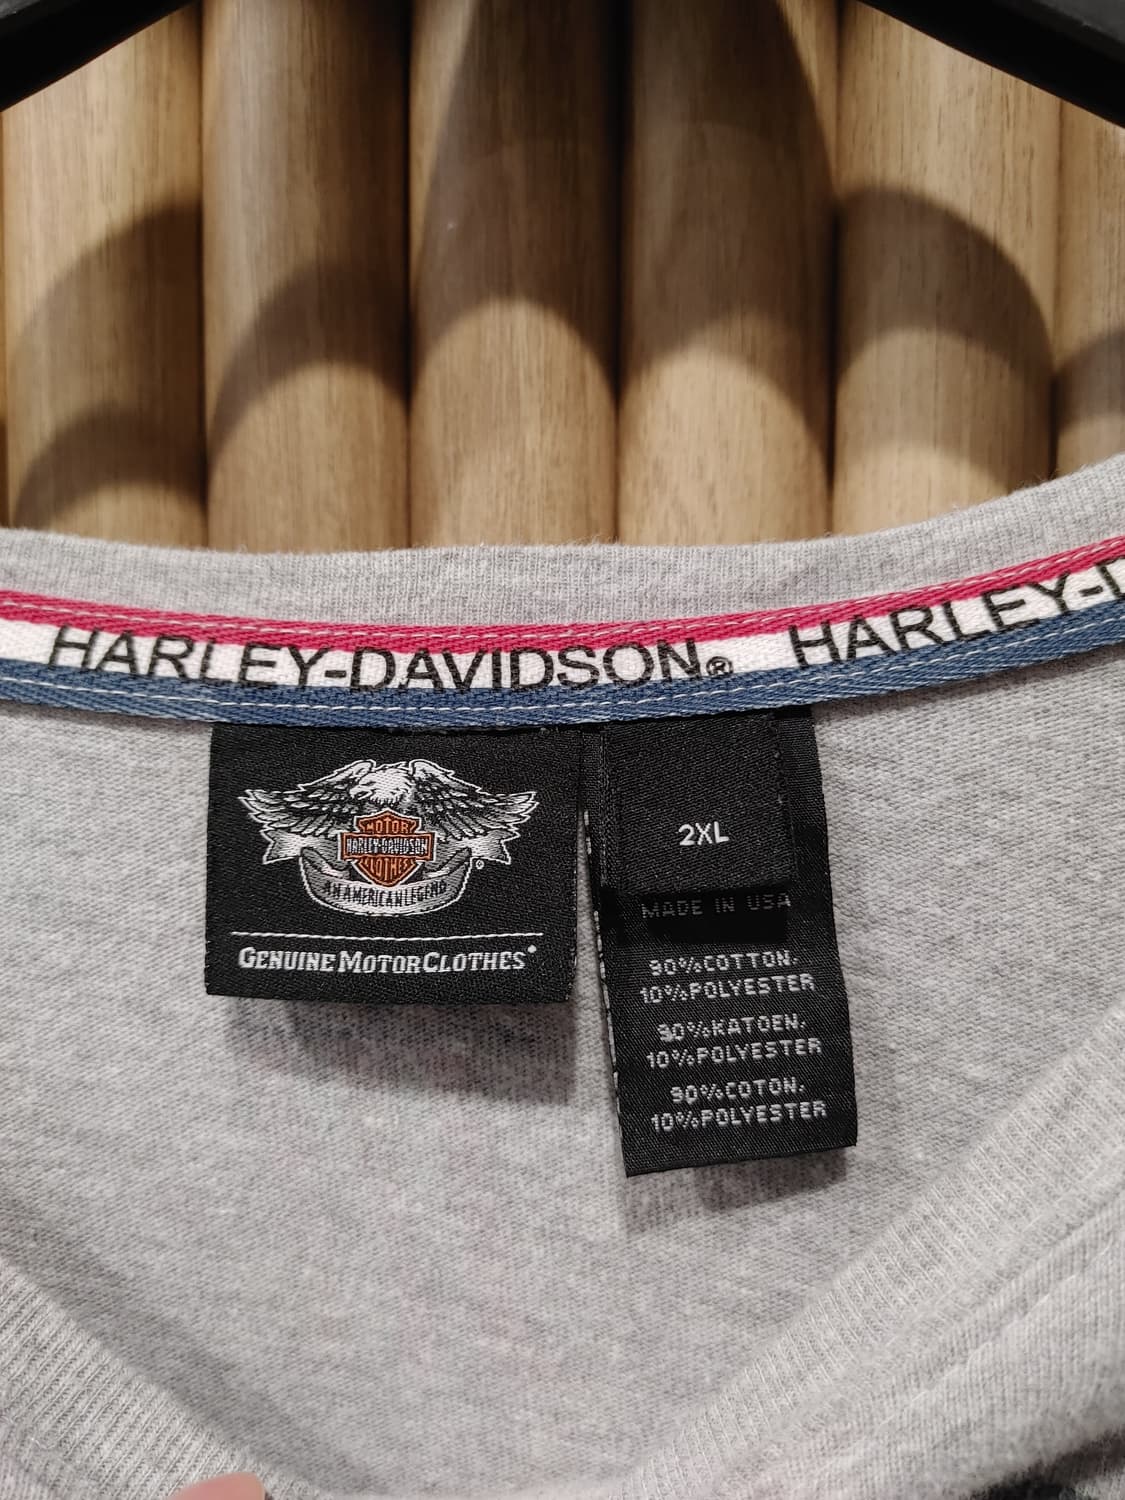 HARLEY-DAVIDSON® HARLEY-D
MOTOR
HARLEY-DAVIDSON
CLOTHES
®
AN AMERICAN LEGEND
GENUINE MOTORCLOTHES®
2XL
MADE IN USA
90%COTTON.
10%POLYESTER
90%KATOEN.
10%POLYESTER
90%COTON.
10%POLYESTER